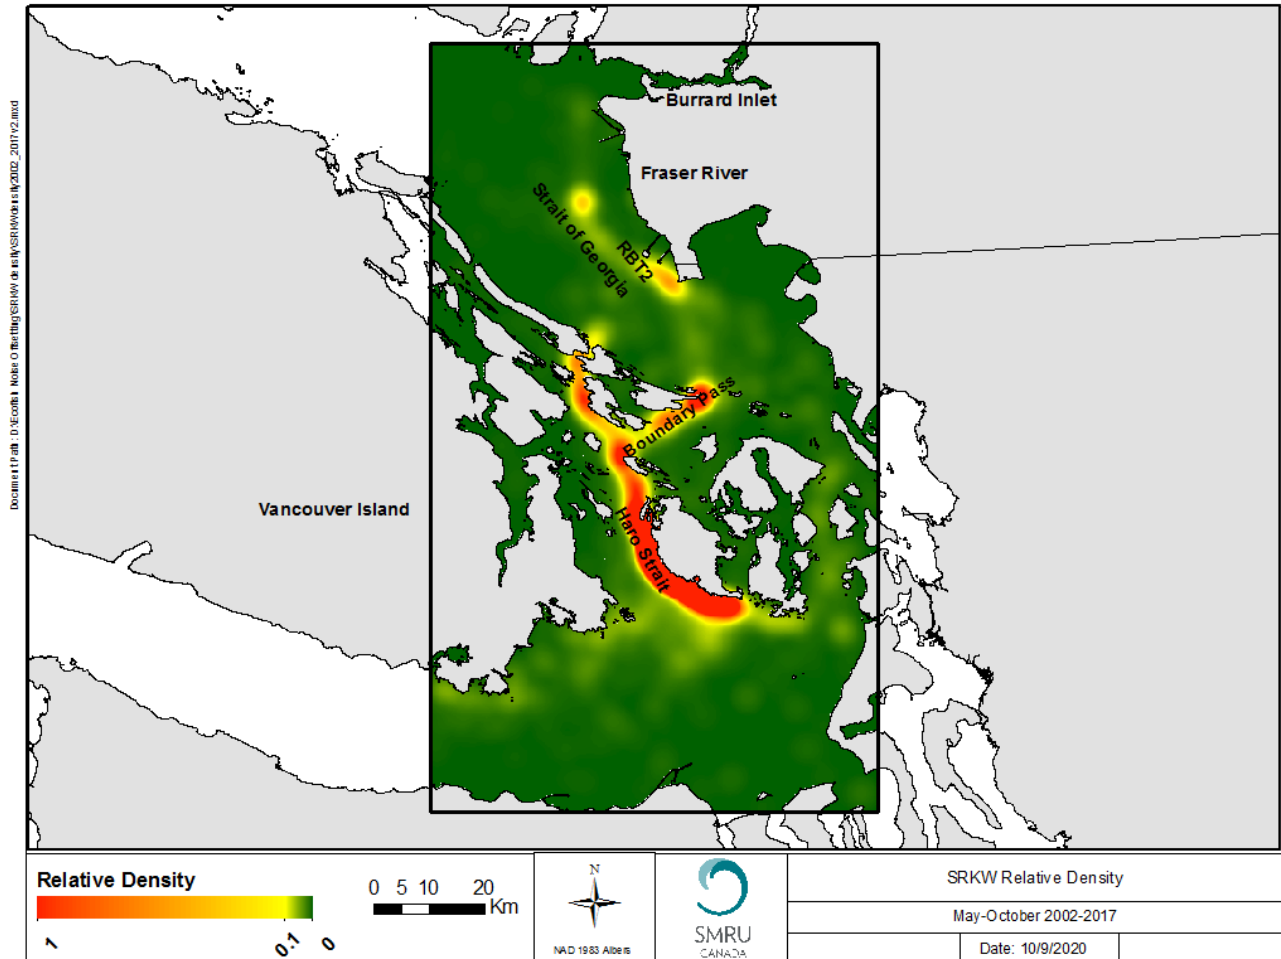 Burrard Inlet
Fraser River
Strait of Georgia
RBT2
Boundary Pass
Vancouver Island
Haro Strait
Relative Density
1
0.1
0
0 5 10 20
Km
N
NAD 1983 Albers
SMRU
CANADA
SRKW Relative Density
May-October 2002-2017
Date: 10/9/2020